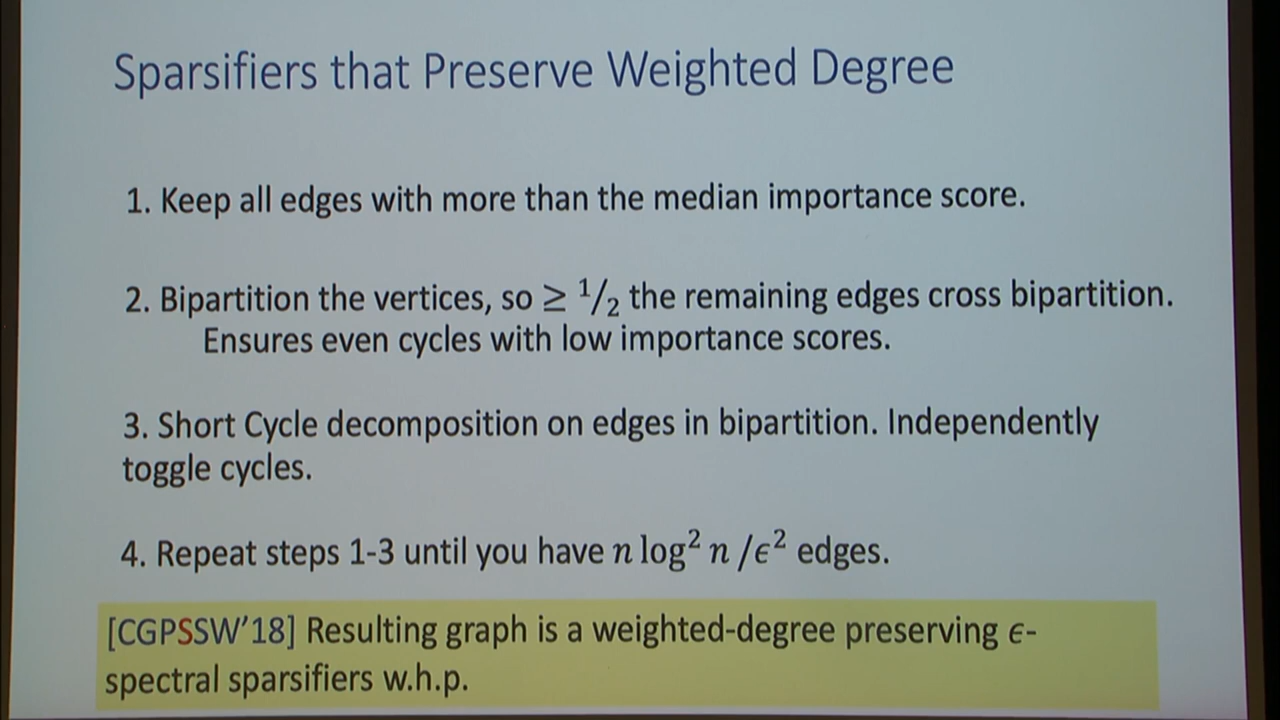 Sparsifiers that Preserve Weighted Degree
1. Keep all edges with more than the median importance score.
2. Bipartition the vertices, so ≥ 1/2 the remaining edges cross bipartition.
Ensures even cycles with low importance scores.
3. Short Cycle decomposition on edges in bipartition. Independently
toggle cycles.
4. Repeat steps 1-3 until you have n log² n /ϵ² edges.
[CGPSSW'18] Resulting graph is a weighted-degree preserving ϵ-
spectral sparsifiers w.h.p.